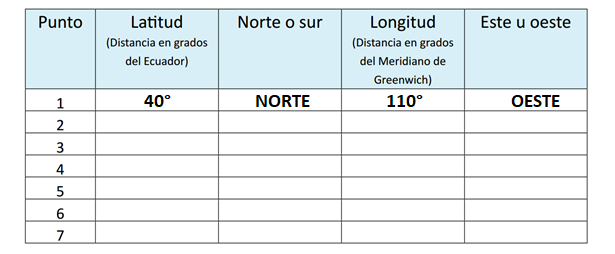 Punto Latitud Norte o sur Longitud Este u oeste
(Distancia en grados (Distancia en grados
del Ecuador) del Meridiano de
Greenwich)
1 40° NORTE 110° OESTE
2
3
4
5
6
7